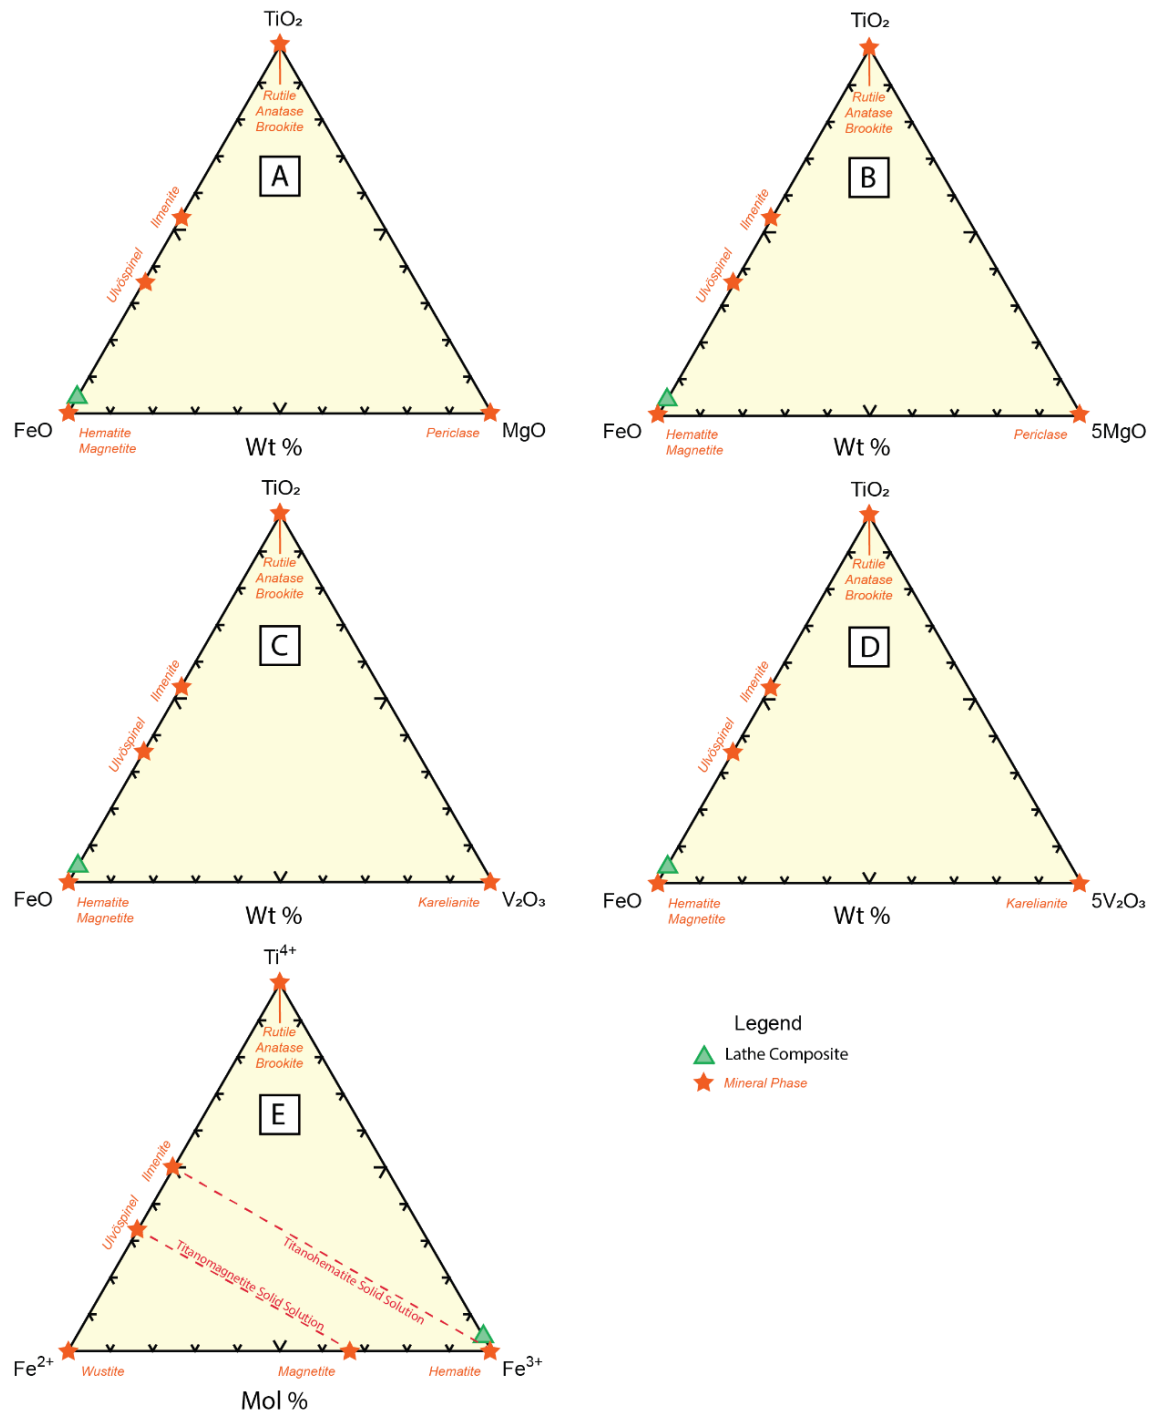 TiO₂
Rutile
Anatase
Brookite
A
Ilmenite
Ulvöspinel
FeO
Hematite
Magnetite
Wt %
Periclase
MgO
TiO₂
Rutile
Anatase
Brookite
B
Ilmenite
Ulvöspinel
FeO
Hematite
Magnetite
Wt %
Periclase
5MgO
TiO₂
Rutile
Anatase
Brookite
C
Ilmenite
Ulvöspinel
FeO
Hematite
Magnetite
Wt %
Karelianite
V₂O₃
TiO₂
Rutile
Anatase
Brookite
D
Ilmenite
Ulvöspinel
FeO
Hematite
Magnetite
Wt %
Karelianite
5V₂O₃
Ti⁴⁺
Rutile
Anatase
Brookite
E
Ilmenite
Ulvöspinel
Titanohematite Solid Solution
Titanomagnetite Solid Solution
Fe²⁺
Wustite
Magnetite
Hematite
Fe³⁺
Mol %
Legend
Lathe Composite
Mineral Phase